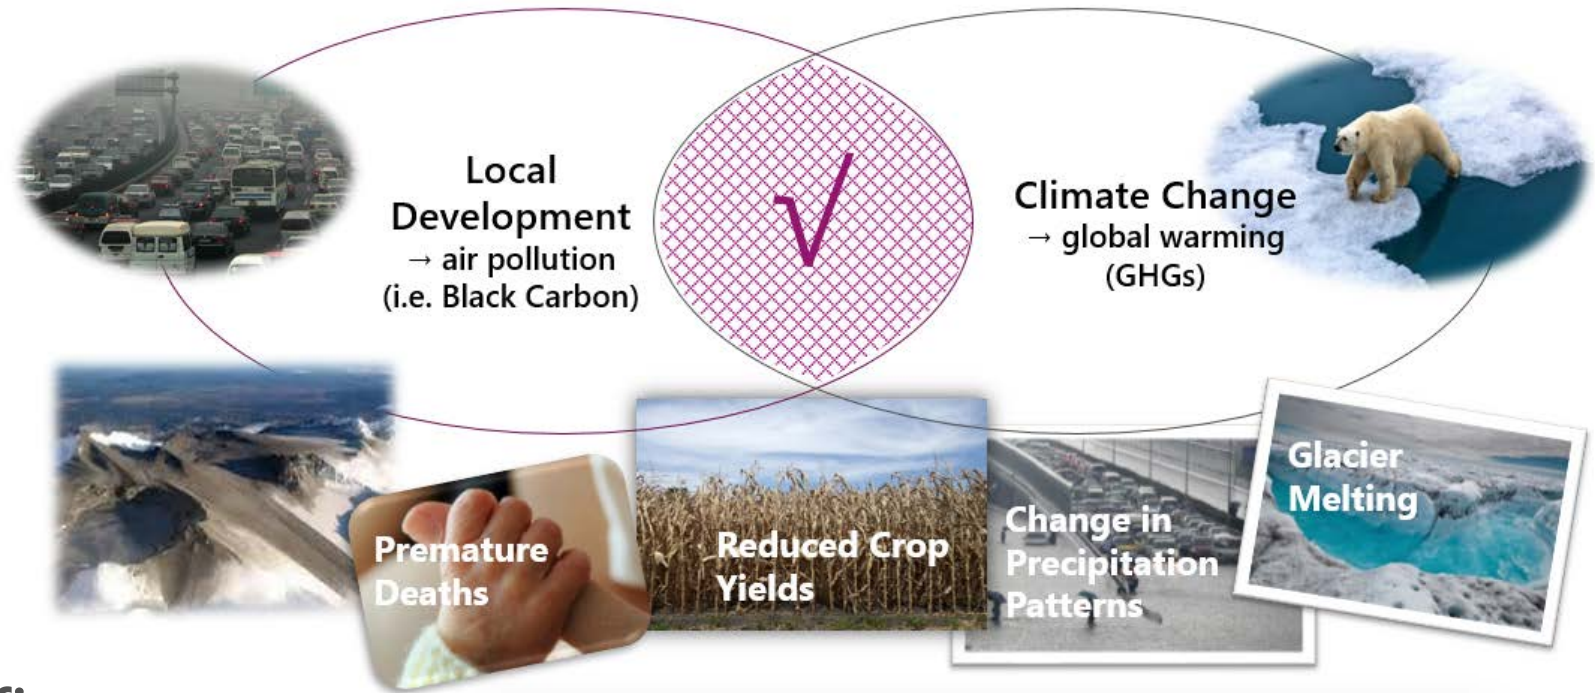 Local
Development
→ air pollution
(i.e. Black Carbon)
√
Climate Change
→ global warming
(GHGs)
Premature
Deaths
Reduced Crop
Yields
Change in
Precipitation
Patterns
Glacier
Melting